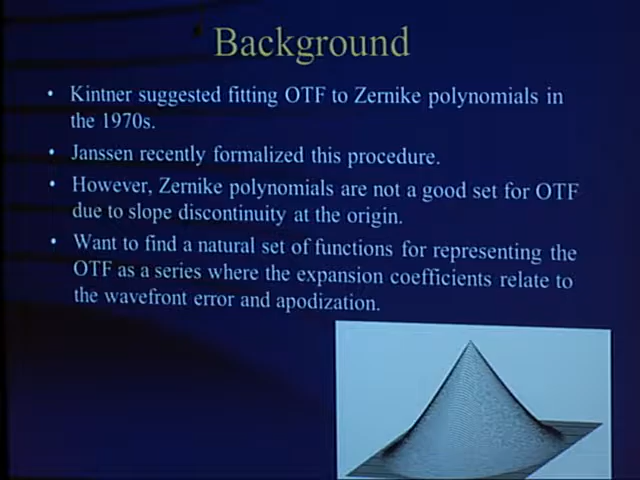 Background
• Kintner suggested fitting OTF to Zernike polynomials in
the 1970s.
• Janssen recently formalized this procedure.
• However, Zernike polynomials are not a good set for OTF
due to slope discontinuity at the origin.
• Want to find a natural set of functions for representing the
OTF as a series where the expansion coefficients relate to
the wavefront error and apodization.